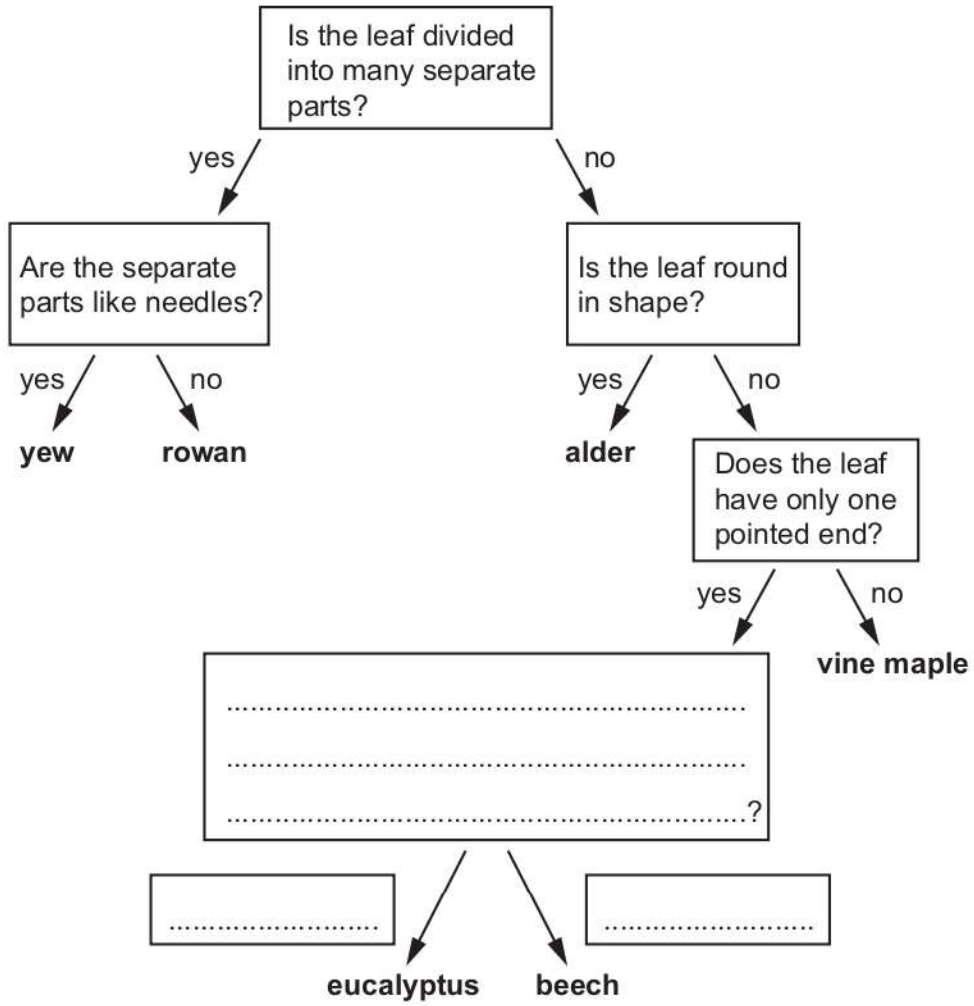 Is the leaf divided
into many separate
parts?
yes
no
Are the separate
parts like needles?
Is the leaf round
in shape?
yes
no
yes
no
yew
rowan
alder
Does the leaf
have only one
pointed end?
yes
no
vine maple
..................................................................
..................................................................
..................................................................?
..........................
..........................
eucalyptus
beech